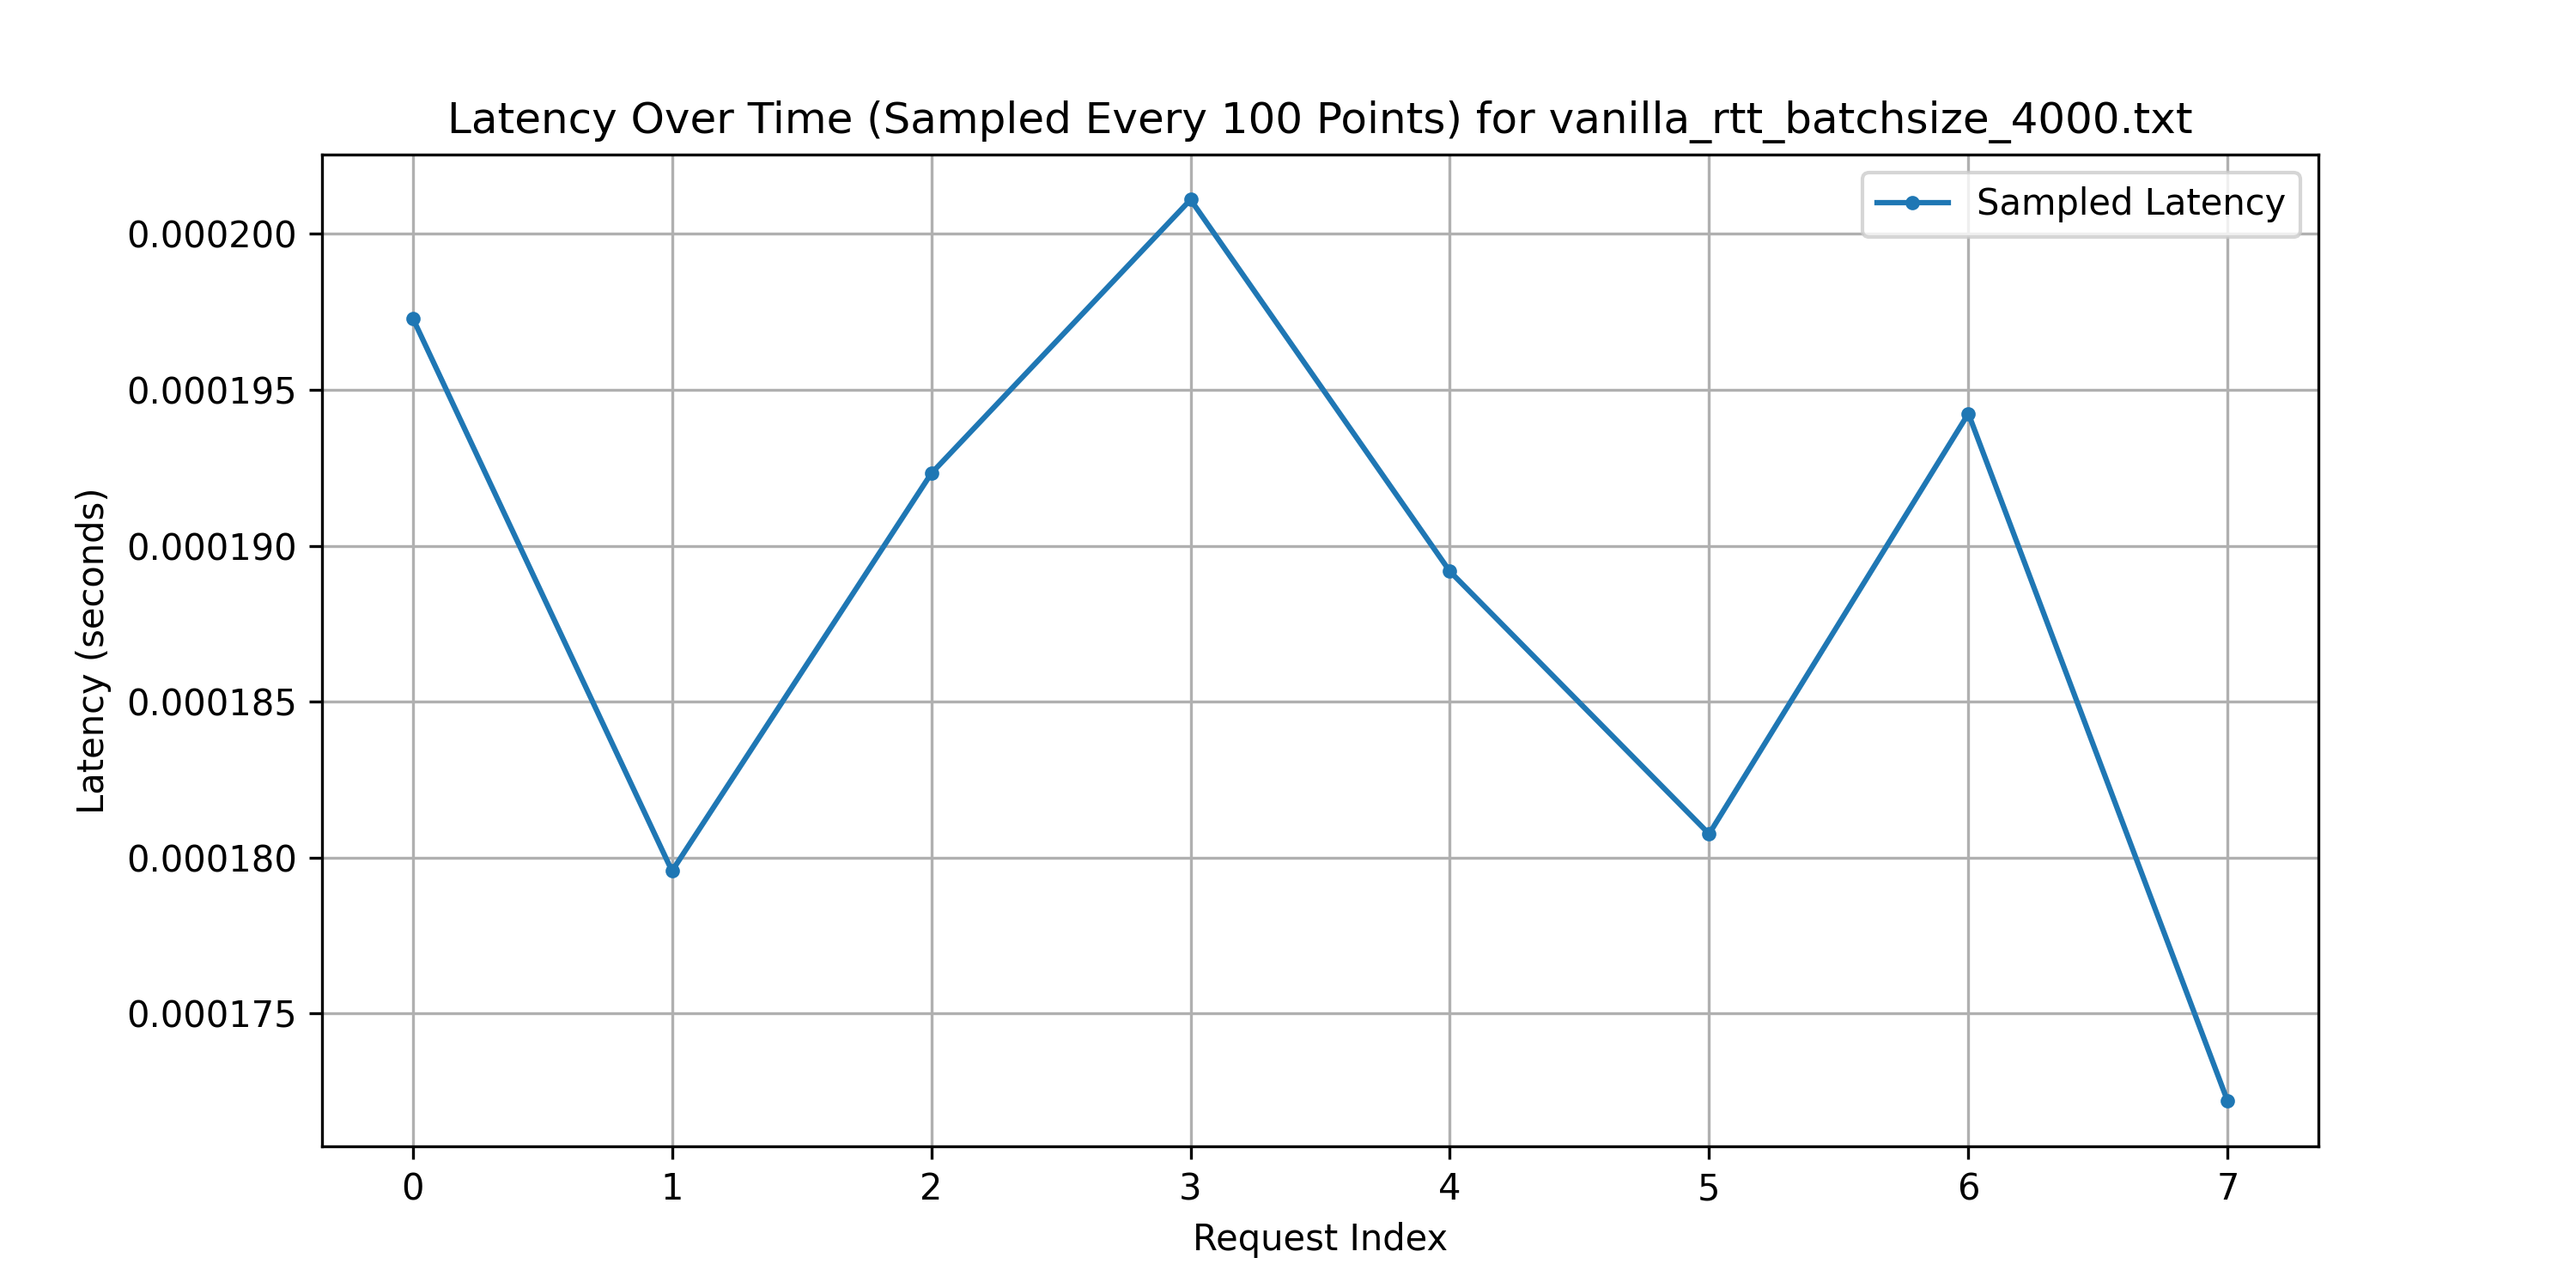 Latency Over Time (Sampled Every 100 Points) for vanilla_rtt_batchsize_4000.txt
Sampled Latency
0.000200
0.000195
0.000190
0.000185
0.000180
0.000175
Latency (seconds)
0 1 2 3 4 5 6 7
Request Index